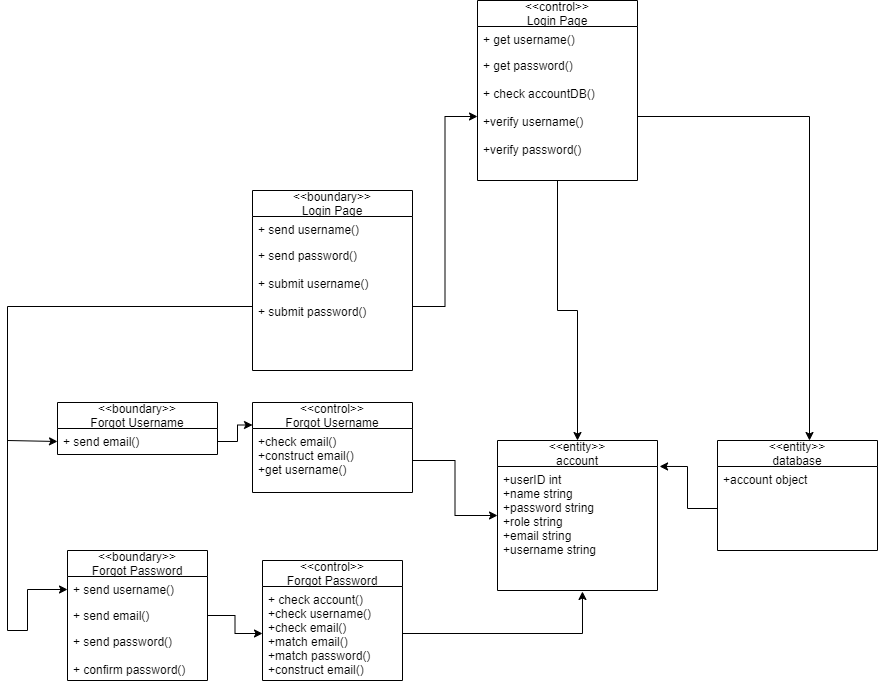 <<control>>
Login Page
+ get username()
+ get password()
+ check accountDB()
+verify username()
+verify password()
<<boundary>>
Login Page
+ send username()
+ send password()
+ submit username()
+ submit password()
<<boundary>>
Forgot Username
+ send email()
<<control>>
Forgot Username
+check email()
+construct email()
+get username()
<<entity>>
account
+userID int
+name string
+password string
+role string
+email string
+username string
<<entity>>
database
+account object
<<boundary>>
Forgot Password
+ send username()
+ send email()
+ send password()
+ confirm password()
<<control>>
Forgot Password
+ check account()
+check username()
+check email()
+match email()
+match password()
+construct email()